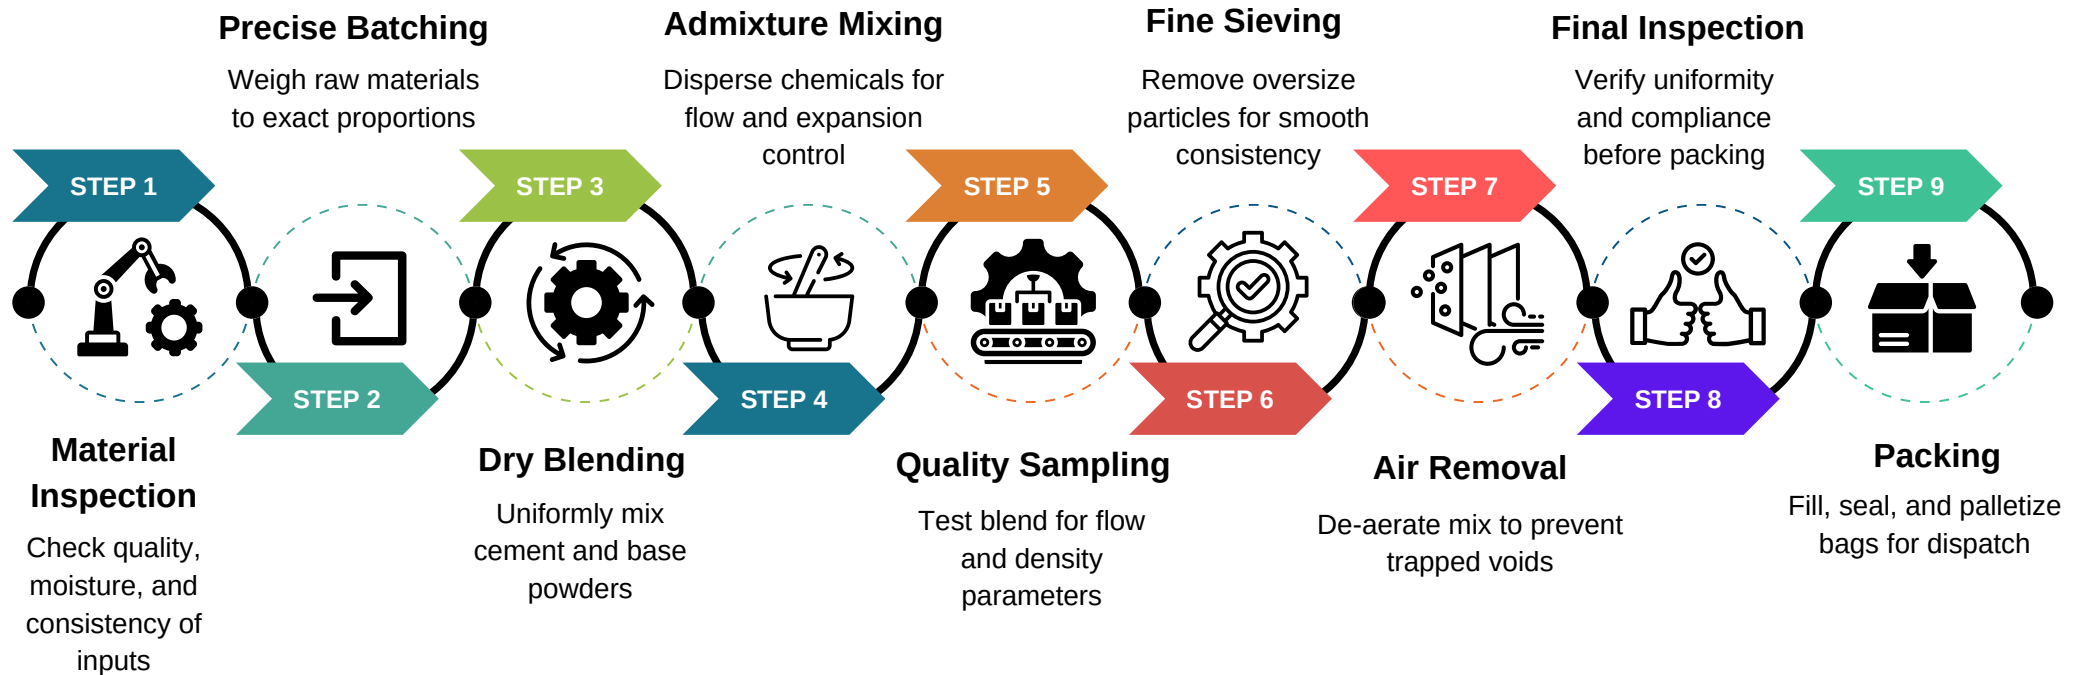 STEP 1
Material
Inspection
Check quality,
moisture, and
consistency of
inputs
Precise Batching
Weigh raw materials
to exact proportions
STEP 2
STEP 3
Dry Blending
Uniformly mix
cement and base
powders
Admixture Mixing
Disperse chemicals for
flow and expansion
control
STEP 4
STEP 5
Quality Sampling
Test blend for flow
and density
parameters
Fine Sieving
Remove oversize
particles for smooth
consistency
STEP 6
STEP 7
Air Removal
De-aerate mix to prevent
trapped voids
Final Inspection
Verify uniformity
and compliance
before packing
STEP 8
STEP 9
Packing
Fill, seal, and palletize
bags for dispatch